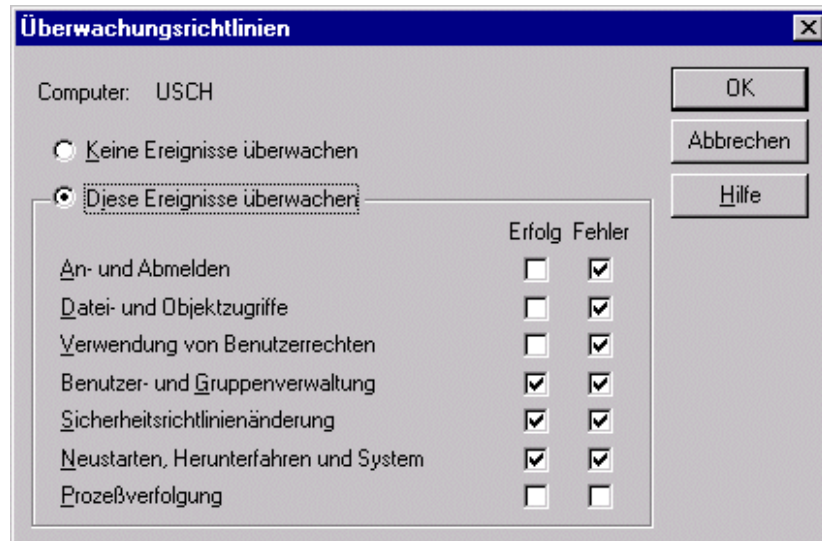 Überwachungsrichtlinien
Computer: USCH
OK
Keine Ereignisse überwachen
Abbrechen
Diese Ereignisse überwachen
Hilfe
Erfolg Fehler
An- und Abmelden
Datei- und Objektzugriffe
Verwendung von Benutzerrechten
Benutzer- und Gruppenverwaltung
Sicherheitsrichtlinienänderung
Neustarten, Herunterfahren und System
Prozeßverfolgung